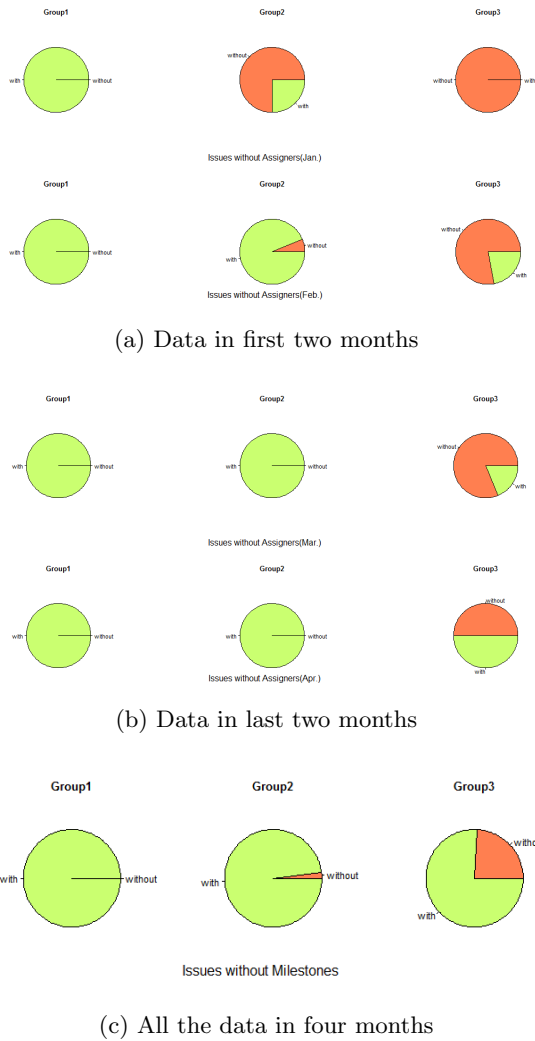 Group1 Group2 Group3
with without without with without with
Issues without Assigners(Jan.)
Group1 Group2 Group3
with without with without without with
Issues without Assigners(Feb.)
(a) Data in first two months
Group1 Group2 Group3
with without with without without with
Issues without Assigners(Mar.)
Group1 Group2 Group3
with without with without without with
Issues without Assigners(Apr.)
(b) Data in last two months
Group1 Group2 Group3
with without with without witho with
Issues without Milestones
(c) All the data in four months